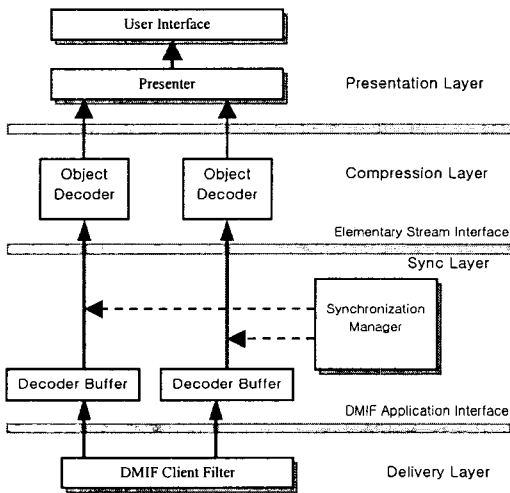 User Interface
Presenter
Presentation Layer
Object
Decoder
Object
Decoder
Compression Layer
Elementary Stream Interface
Sync Layer
Synchronization
Manager
Decoder Buffer
Decoder Buffer
DMIF Application Interface
DMIF Client Filter
Delivery Layer